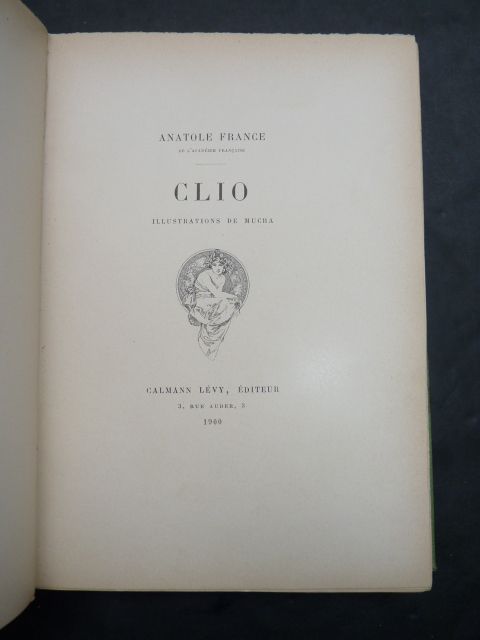 ANATOLE FRANCE
DE L'ACADÉMIE FRANÇAISE
CLIO
ILLUSTRATIONS DE MUCHA
CALMANN LÉVY, ÉDITEUR
3, RUE AUBER, 3
1900